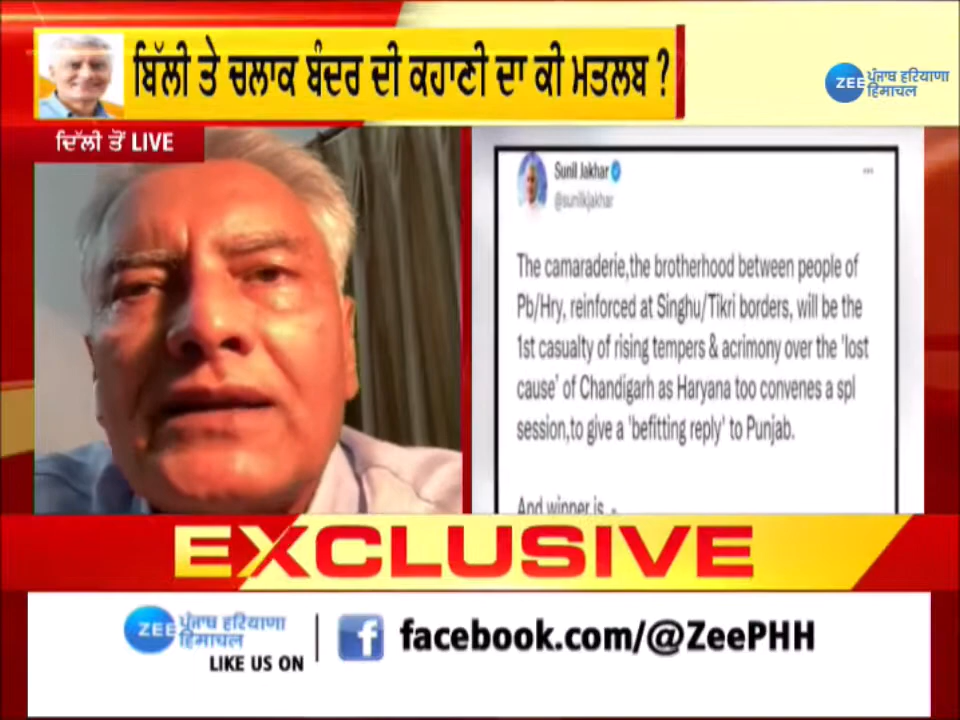 ਬਿੱਲੀ ਤੇ ਚਲਾਕ ਬੰਦਰ ਦੀ ਕਹਾਣੀ ਦਾ ਕੀ ਮਤਲਬ ?
ZEE ਪੰਜਾਬ ਹਰਿਆਣਾ
ਹਿਮਾਚਲ
ਦਿੱਲੀ ਤੋਂ LIVE
Sunil Jakhar
@sunilkjakhar
The camaraderie,the brotherhood between people of
Pb/Hry, reinforced at Singhu/Tikri borders, will be the
1st casualty of rising tempers & acrimony over the 'lost
cause' of Chandigarh as Haryana too convenes a spl
session,to give a 'befitting reply' to Punjab.
And winner is
EXCLUSIVE
ZEE ਪੰਜਾਬ ਹਰਿਆਣਾ
ਹਿਮਾਚਲ
LIKE US ON
f facebook.com/@ZeePHH